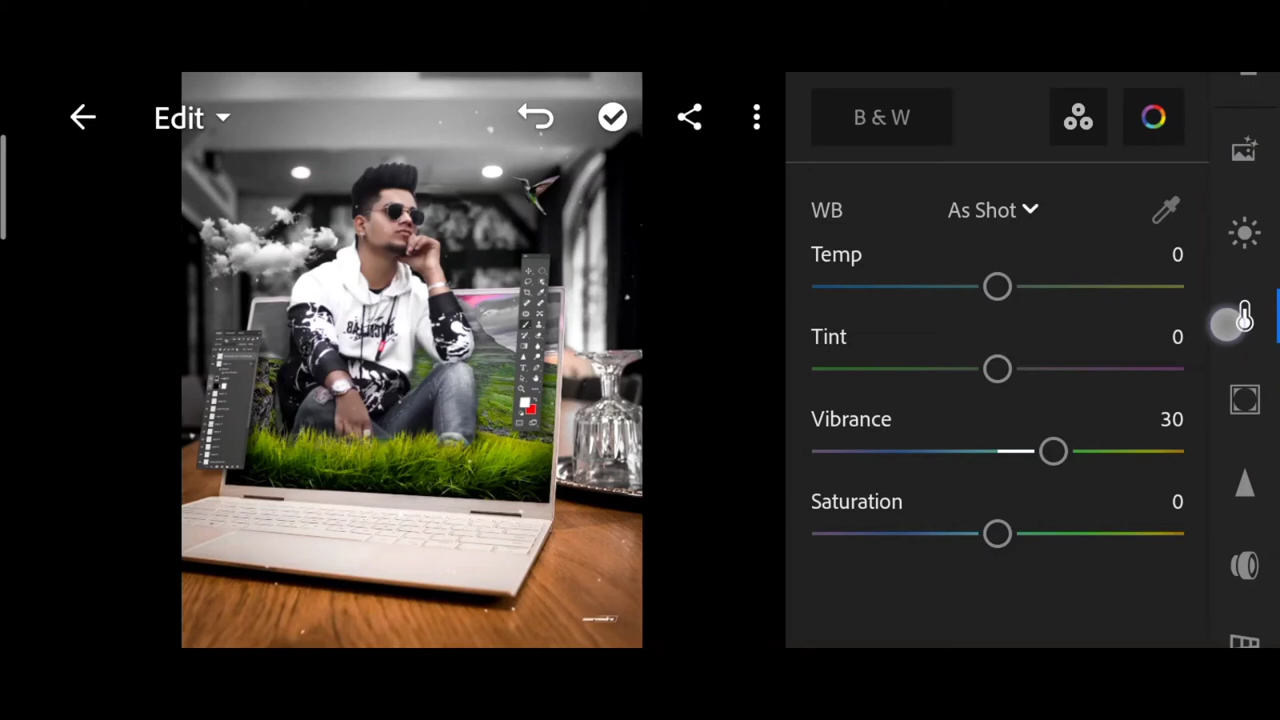 Edit
B & W
WB
As Shot
Temp
0
Tint
0
Vibrance
30
Saturation
0